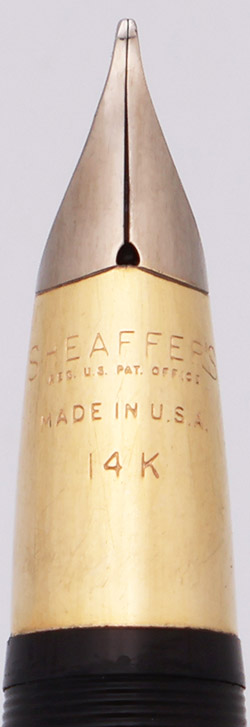 SHEAFFER'S
REG. U.S. PAT. OFFICE
MADE IN U.S.A.
14K